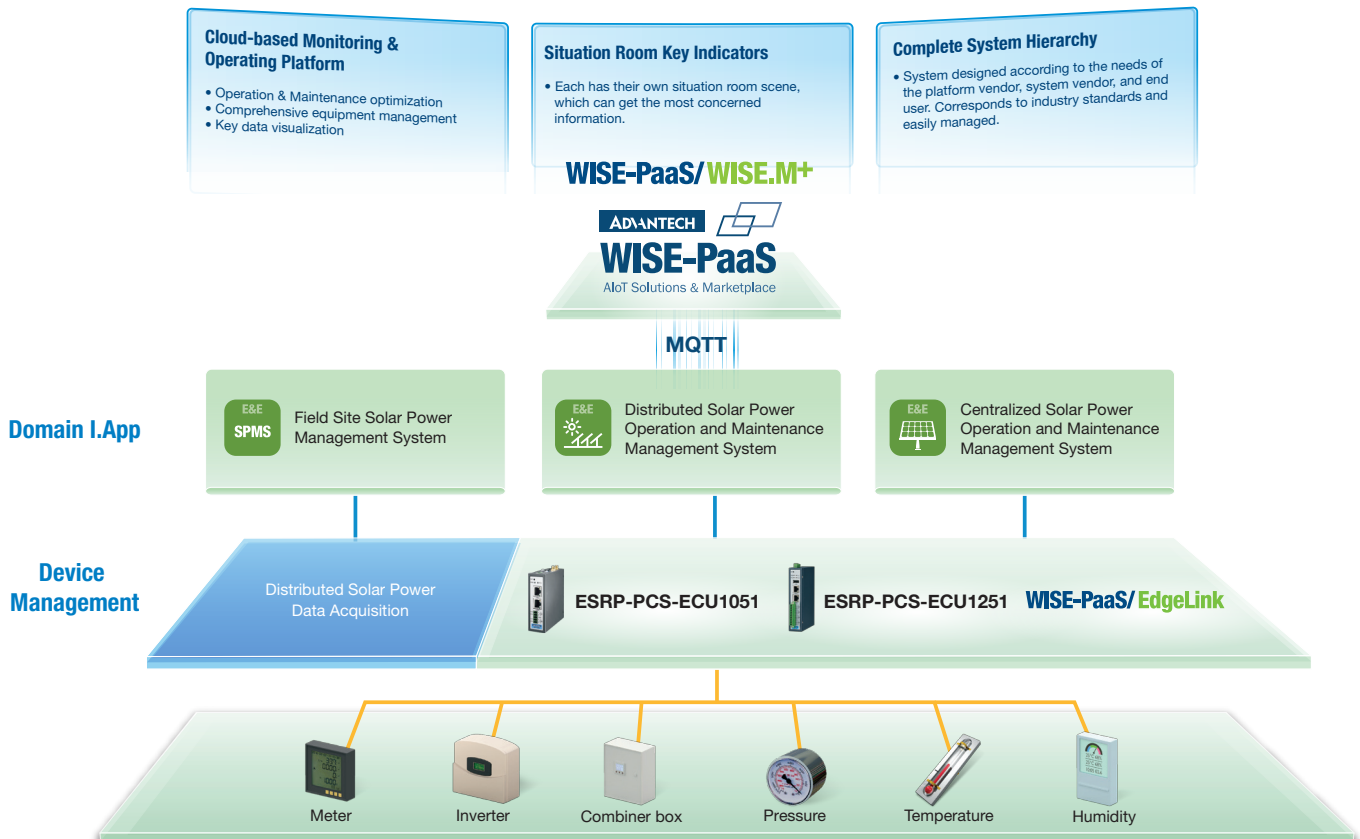 Cloud-based Monitoring &
Operating Platform
• Operation & Maintenance optimization
• Comprehensive equipment management
• Key data visualization
Situation Room Key Indicators
• Each has their own situation room scene,
which can get the most concerned
information.
Complete System Hierarchy
• System designed according to the needs of
the platform vendor, system vendor, and end
user. Corresponds to industry standards and
easily managed.
WISE-PaaS/WISE.M+
ADVANTECH
WISE-PaaS
AIoT Solutions & Marketplace
MQTT
Domain I.App
E&E
SPMS
Field Site Solar Power
Management System
E&E
Distributed Solar Power
Operation and Maintenance
Management System
E&E
Centralized Solar Power
Operation and Maintenance
Management System
Device
Management
Distributed Solar Power
Data Acquisition
ESRP-PCS-ECU1051
ESRP-PCS-ECU1251
WISE-PaaS/EdgeLink
Meter
Inverter
Combiner box
Pressure
Temperature
Humidity